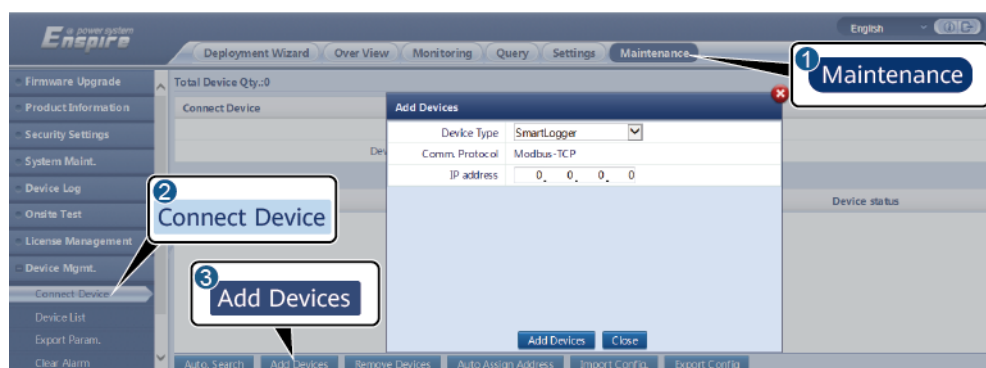 e power system
Enspire
English
Deployment Wizard Over View Monitoring Query Settings Maintenance
1
Maintenance
Firmware Upgrade
Product Information
Security Settings
System Maint.
Device Log
Onsite Test
License Management
Device Mgmt.
Connect Device
Device List
Export Param.
Clear Alarm
Total Device Qty.:0
Connect Device
Dev
Device status
2
Connect Device
3
Add Devices
Add Devices
Device Type SmartLogger
Comm. Protocol Modbus-TCP
IP address 0. 0. 0. 0
Add Devices Close
Auto. Search Add Devices Remove Devices Auto Assign Address Import Config. Export Config